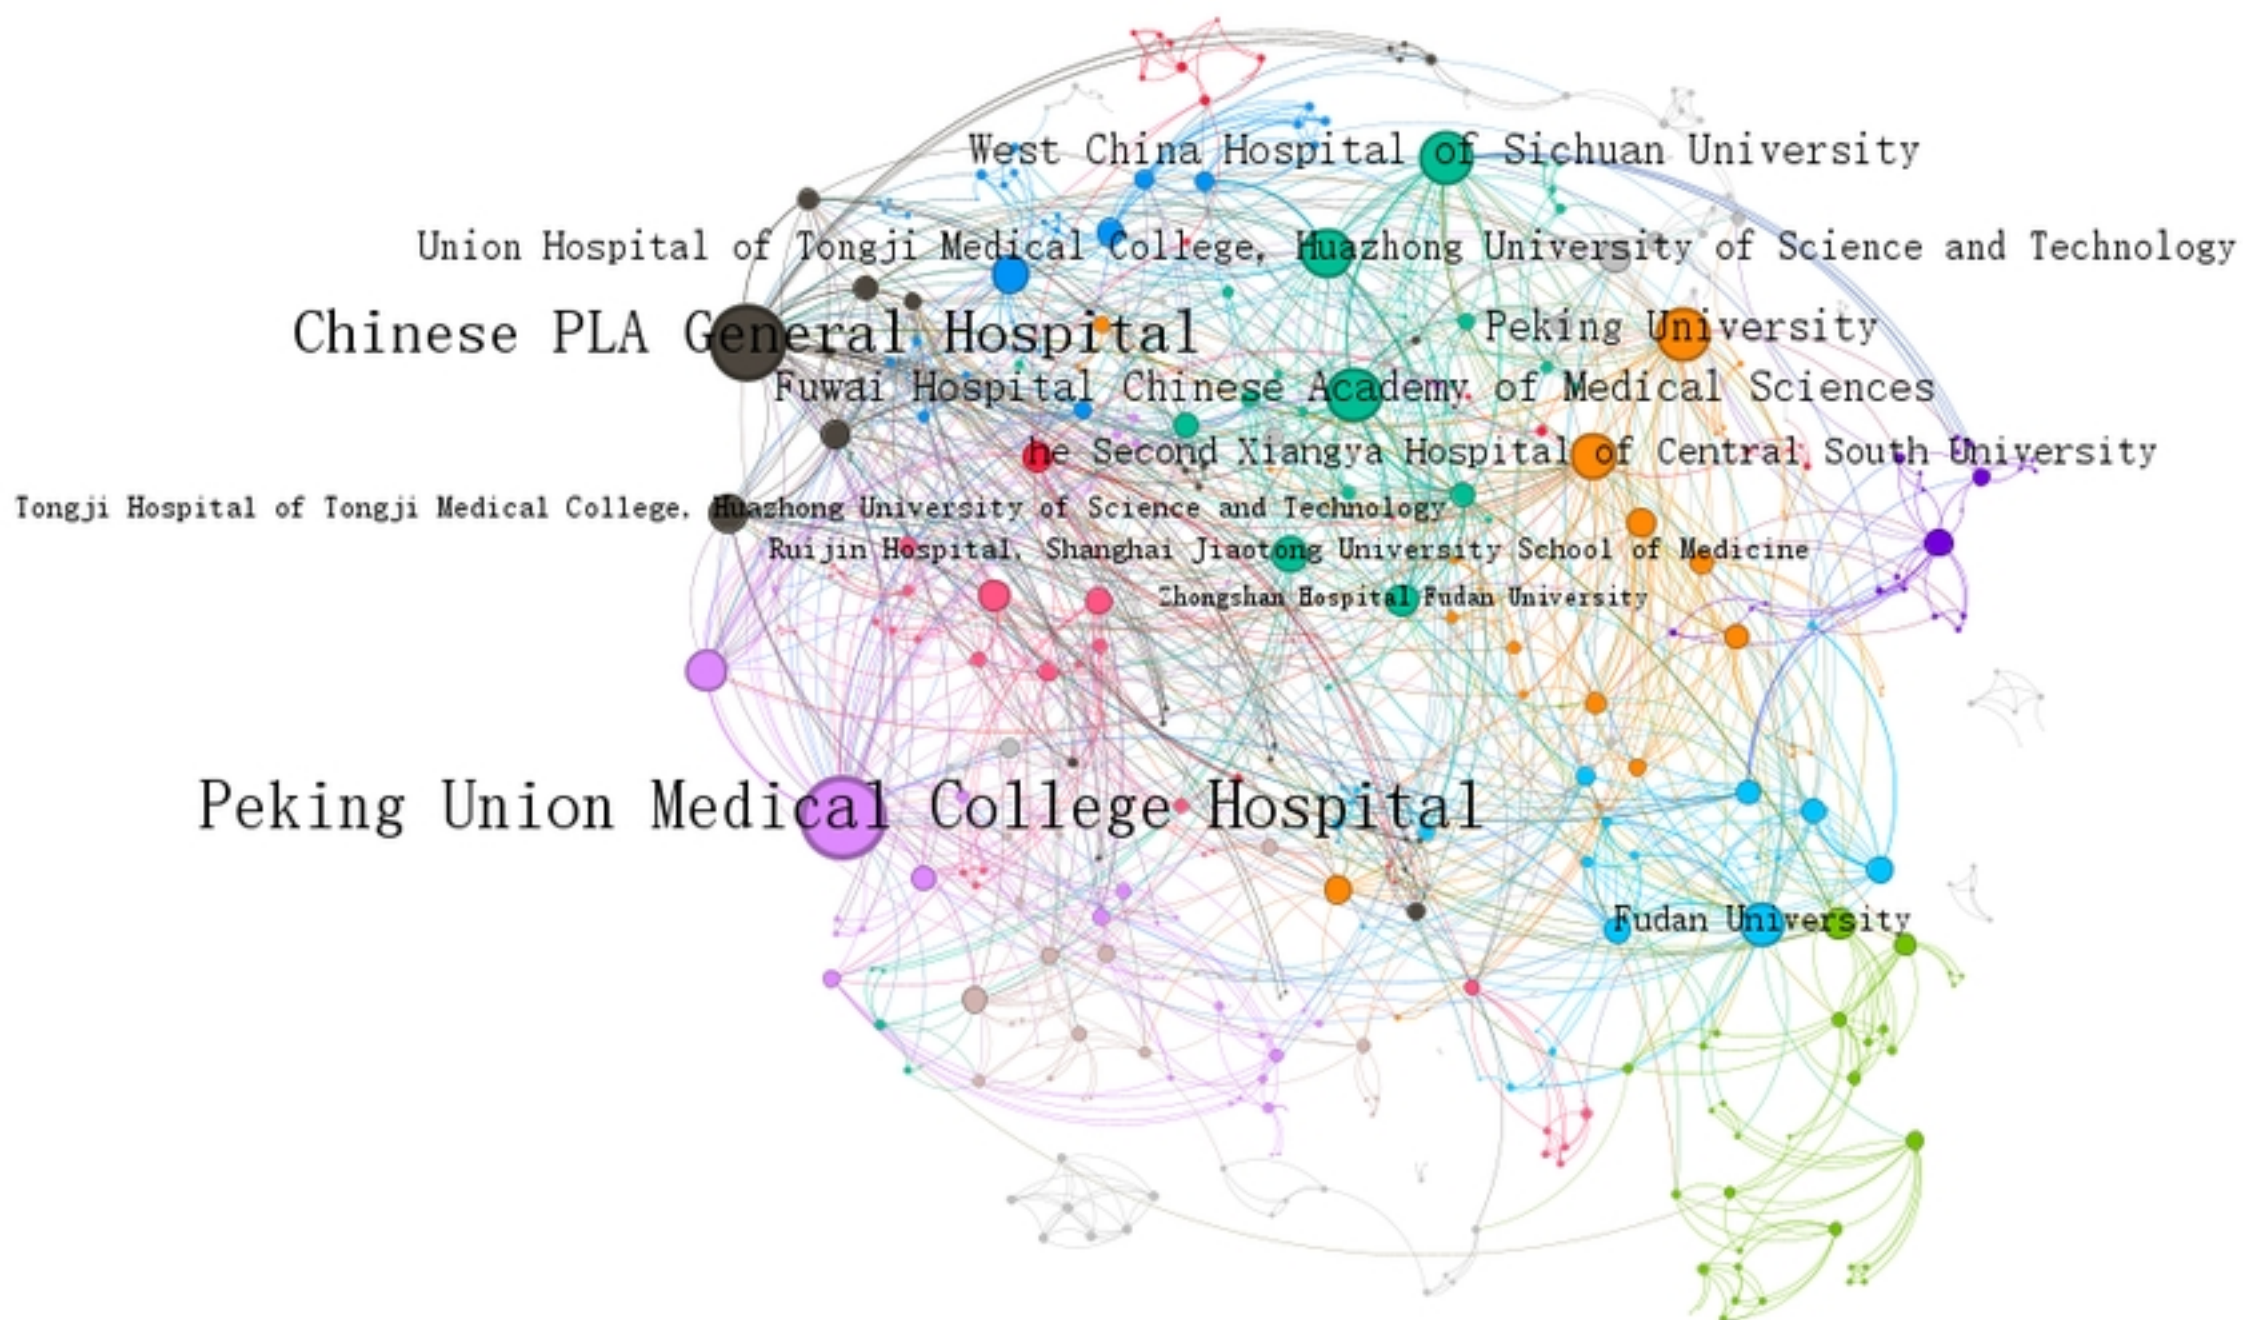 West China Hospital of Sichuan University
Union Hospital of Tongji Medical College, Huazhong University of Science and Technology
Chinese PLA General Hospital
Peking University
Fuwai Hospital Chinese Academy of Medical Sciences
he Second Xiangya Hospital of Central South University
Tongji Hospital of Tongji Medical College, Huazhong University of Science and Technology
Ruijin Hospital, Shanghai Jiaotong University School of Medicine
Zhongshan Hospital Fudan University
Peking Union Medical College Hospital
Fudan University